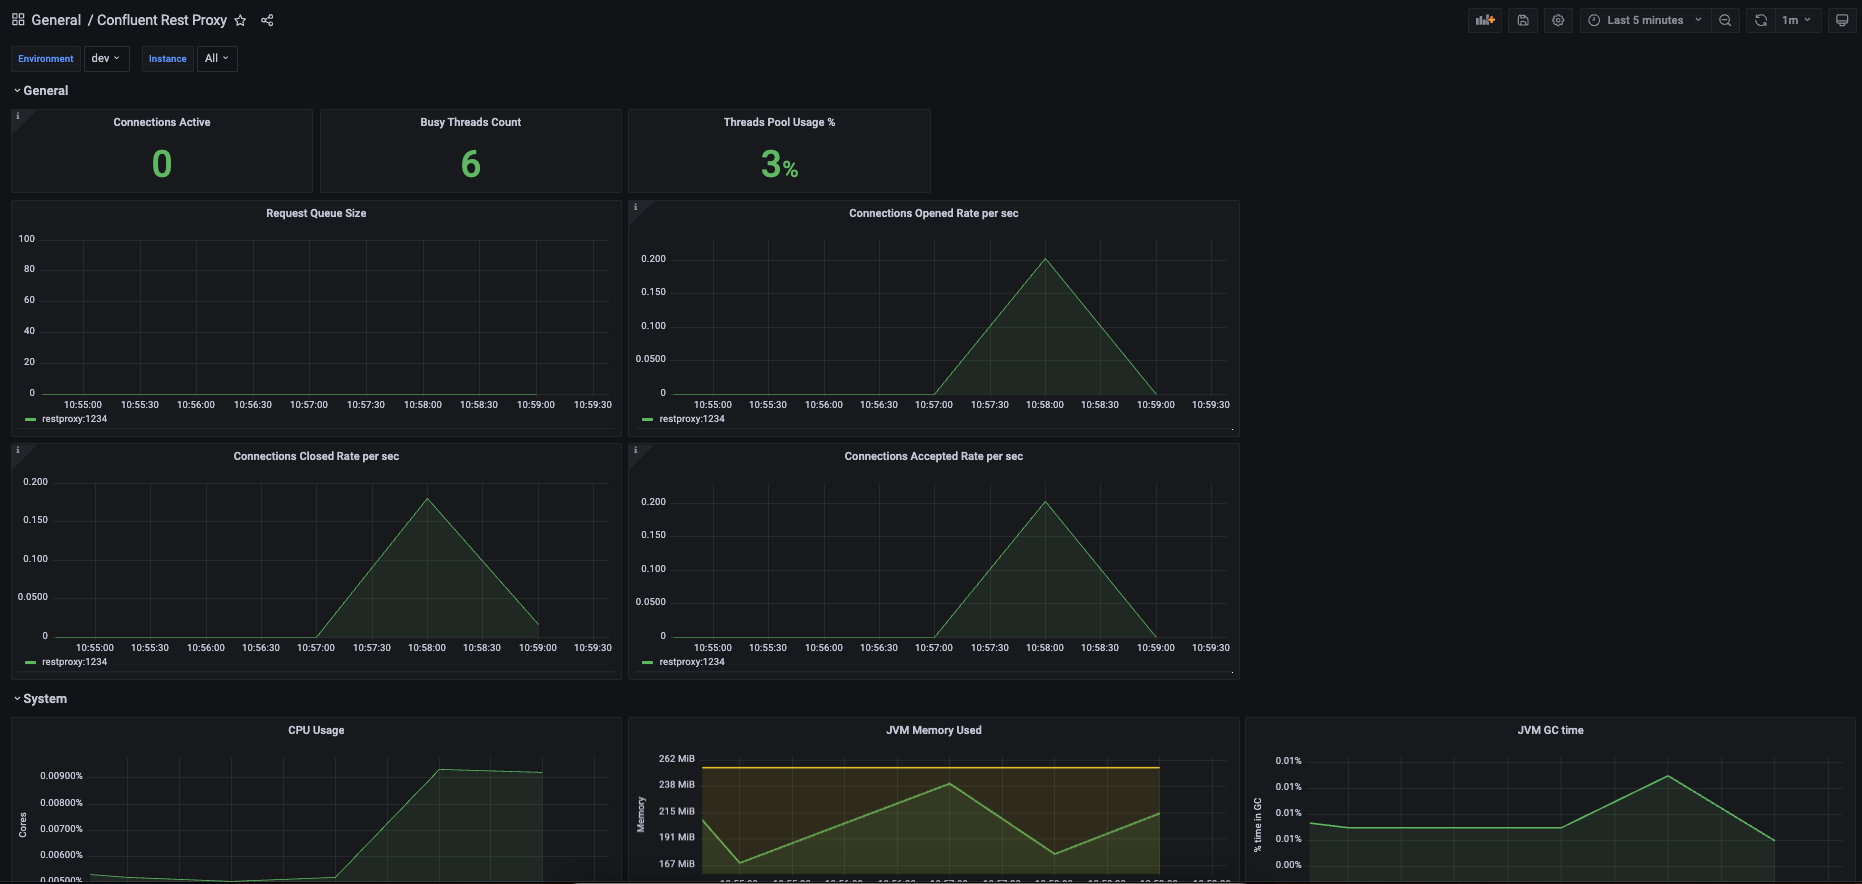 General / Confluent Rest Proxy
Last 5 minutes
1m
Environment dev Instance All
General
Connections Active
0
Busy Threads Count
6
Threads Pool Usage %
3%
Request Queue Size
100
80
60
40
20
0
10:55:00 10:55:30 10:56:00 10:56:30 10:57:00 10:57:30 10:58:00 10:58:30 10:59:00 10:59:30
restproxy:1234
Connections Opened Rate per sec
0.200
0.150
0.100
0.0500
0
10:55:00 10:55:30 10:56:00 10:56:30 10:57:00 10:57:30 10:58:00 10:58:30 10:59:00 10:59:30
restproxy:1234
Connections Closed Rate per sec
0.200
0.150
0.100
0.0500
0
10:55:00 10:55:30 10:56:00 10:56:30 10:57:00 10:57:30 10:58:00 10:58:30 10:59:00 10:59:30
restproxy:1234
Connections Accepted Rate per sec
0.200
0.150
0.100
0.0500
0
10:55:00 10:55:30 10:56:00 10:56:30 10:57:00 10:57:30 10:58:00 10:58:30 10:59:00 10:59:30
restproxy:1234
System
CPU Usage
Cores
0.00900%
0.00800%
0.00700%
0.00600%
0.00500%
JVM Memory Used
Memory
262 MiB
238 MiB
215 MiB
191 MiB
167 MiB
JVM GC time
% time in GC
0.01%
0.01%
0.01%
0.01%
0.00%